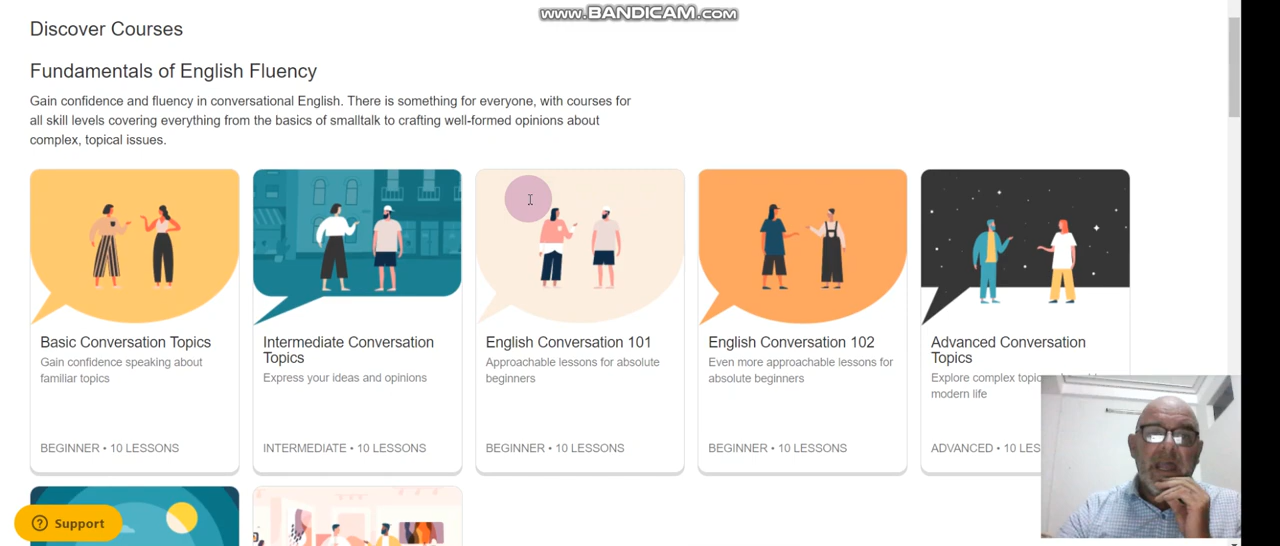 www.BANDICAM.com
Discover Courses
Fundamentals of English Fluency
Gain confidence and fluency in conversational English. There is something for everyone, with courses for
all skill levels covering everything from the basics of smalltalk to crafting well-formed opinions about
complex, topical issues.
Basic Conversation Topics
Gain confidence speaking about
familiar topics
BEGINNER • 10 LESSONS
Intermediate Conversation
Topics
Express your ideas and opinions
INTERMEDIATE • 10 LESSONS
English Conversation 101
Approachable lessons for absolute
beginners
BEGINNER • 10 LESSONS
English Conversation 102
Even more approachable lessons for
absolute beginners
BEGINNER • 10 LESSONS
Advanced Conversation
Topics
Explore complex
modern life
ADVANCED • 10
Support